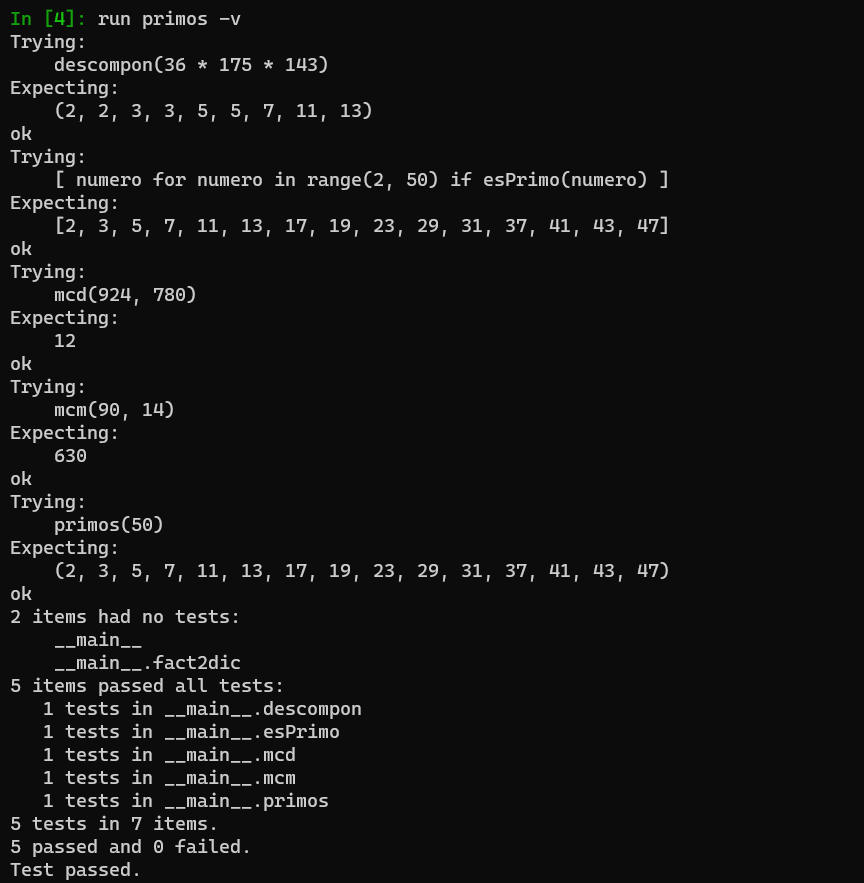 In [4]: run primos -v
Trying:
    descompon(36 * 175 * 143)
Expecting:
    (2, 2, 3, 3, 5, 5, 7, 11, 13)
ok
Trying:
    [ numero for numero in range(2, 50) if esPrimo(numero) ]
Expecting:
    [2, 3, 5, 7, 11, 13, 17, 19, 23, 29, 31, 37, 41, 43, 47]
ok
Trying:
    mcd(924, 780)
Expecting:
    12
ok
Trying:
    mcm(90, 14)
Expecting:
    630
ok
Trying:
    primos(50)
Expecting:
    (2, 3, 5, 7, 11, 13, 17, 19, 23, 29, 31, 37, 41, 43, 47)
ok
2 items had no tests:
    __main__
    __main__.fact2dic
5 items passed all tests:
   1 tests in __main__.descompon
   1 tests in __main__.esPrimo
   1 tests in __main__.mcd
   1 tests in __main__.mcm
   1 tests in __main__.primos
5 tests in 7 items.
5 passed and 0 failed.
Test passed.